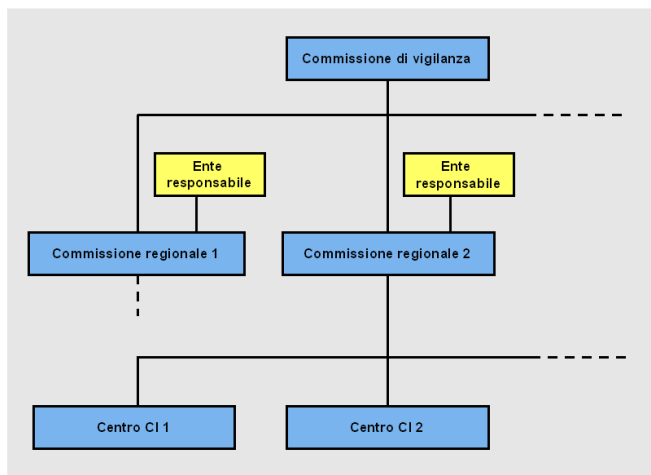 Commissione di vigilanza
Ente
responsabile
Ente
responsabile
Commissione regionale 1
Commissione regionale 2
Centro CI 1
Centro CI 2